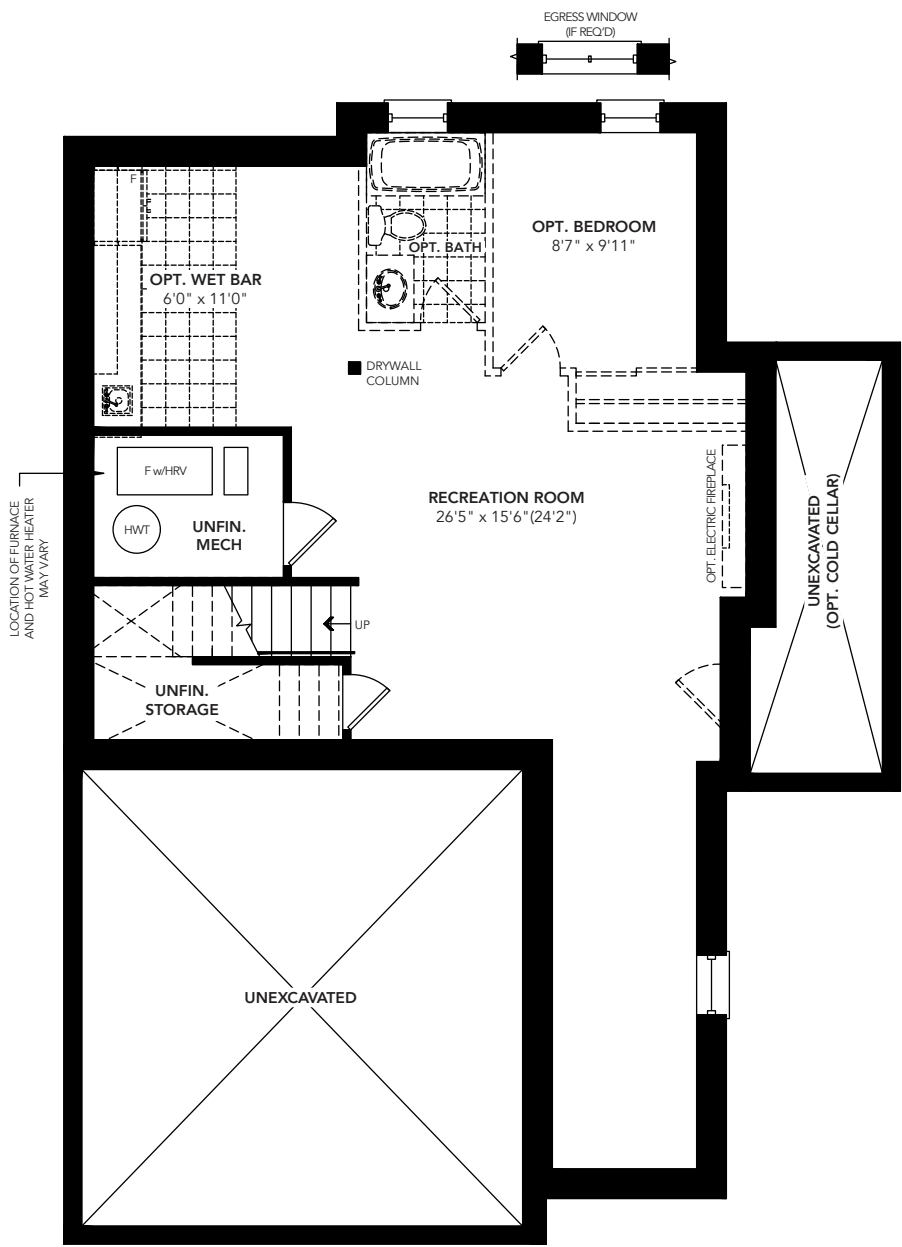 EGRESS WINDOW
(IF REQ'D)
F
OPT. BEDROOM
8'7" x 9'11"
OPT. BATH
OPT. WET BAR
6'0" x 11'0"
DRYWALL
COLUMN
F w/HRV
HWT
UNFIN.
MECH
LOCATION OF FURNACE
AND HOT WATER HEATER
MAY VARY
RECREATION ROOM
26'5" x 15'6"(24'2")
OPT. ELECTRIC FIREPLACE
UNEXCAVATED
(OPT. COLD CELLAR)
UP
UNFIN.
STORAGE
UNEXCAVATED